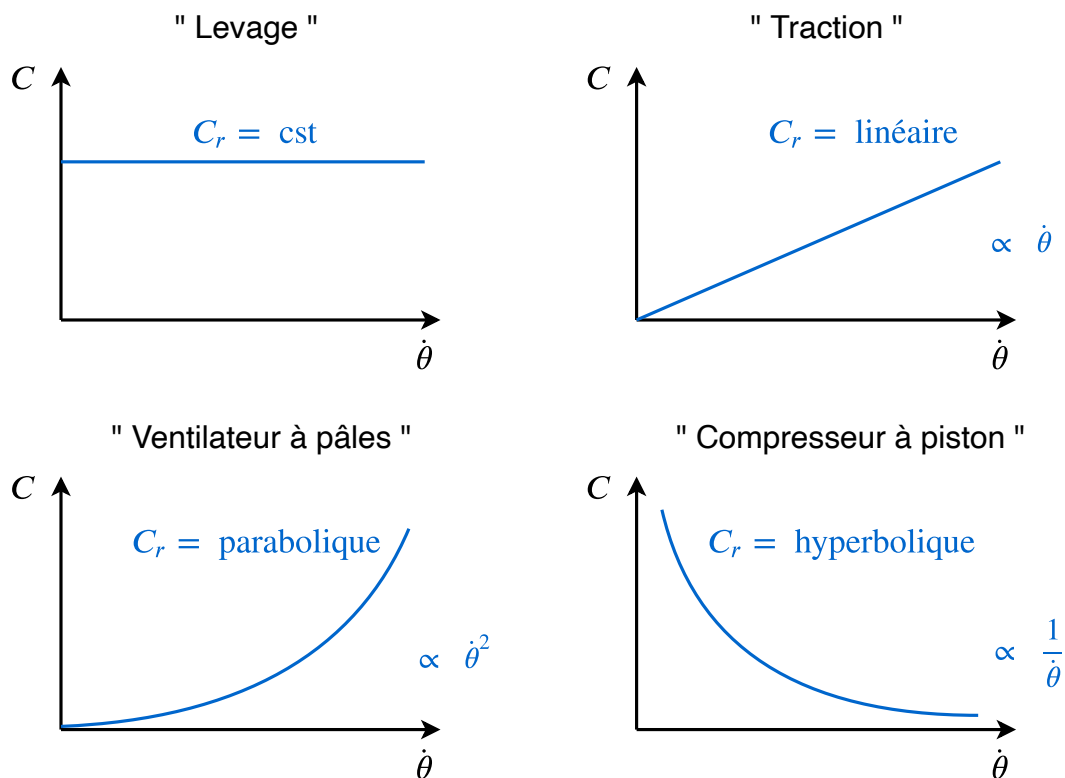 " Levage "
C
C_r = cst
θ̇
" Traction "
C
C_r = linéaire
∝ θ̇
θ̇
" Ventilateur à pâles "
C
C_r = parabolique
∝ θ̇²
θ̇
" Compresseur à piston "
C
C_r = hyperbolique
∝ 1/θ̇
θ̇